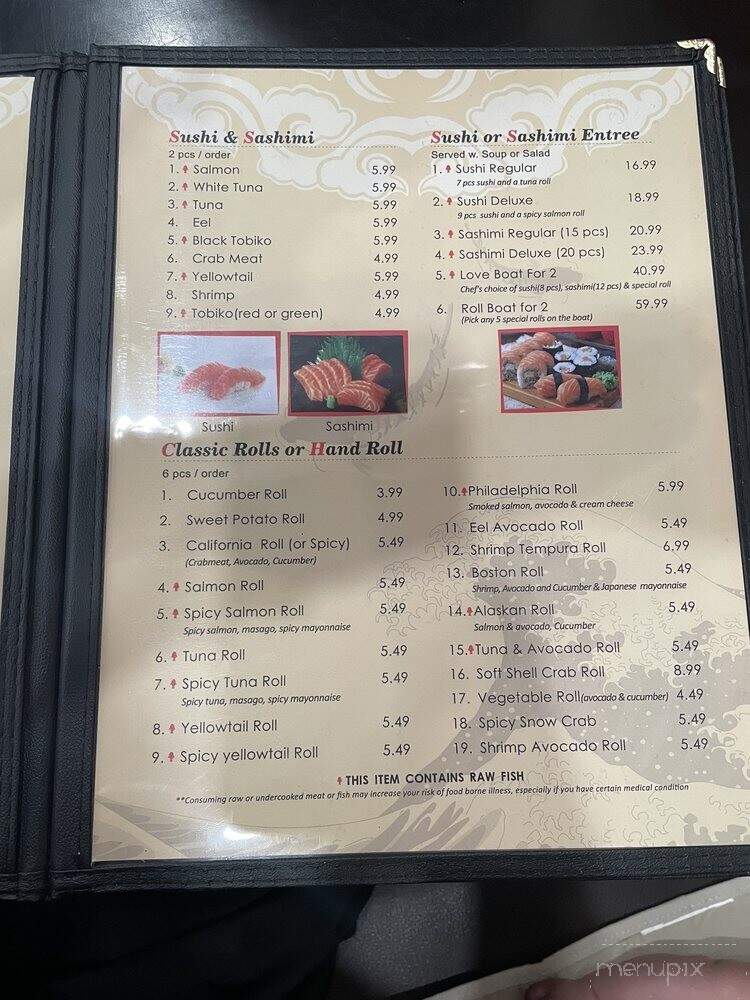 Sushi & Sashimi
2 pcs / order
1. Salmon 5.99
2. White Tuna 5.99
3. Tuna 5.99
4. Eel 5.99
5. Black Tobiko 5.99
6. Crab Meat 4.99
7. Yellowtail 5.99
8. Shrimp 4.99
9. Tobiko(red or green) 4.99
Sushi Sashimi
Sushi or Sashimi Entree
Served w. Soup or Salad
1. Sushi Regular 16.99
7 pcs sushi and a tuna roll
2. Sushi Deluxe 18.99
9 pcs sushi and a spicy salmon roll
3. Sashimi Regular (15 pcs) 20.99
4. Sashimi Deluxe (20 pcs) 23.99
5. Love Boat For 2 40.99
Chef's choice of sushi(8 pcs), sashimi(12 pcs) & special roll
6. Roll Boat for 2 59.99
(Pick any 5 special rolls on the boat)
Classic Rolls or Hand Roll
6 pcs / order
1. Cucumber Roll 3.99
2. Sweet Potato Roll 4.99
3. California Roll (or Spicy) 5.49
(Crabmeat, Avocado, Cucumber)
4. Salmon Roll 5.49
5. Spicy Salmon Roll 5.49
Spicy salmon, masago, spicy mayonnaise
6. Tuna Roll 5.49
7. Spicy Tuna Roll 5.49
Spicy tuna, masago, spicy mayonnaise
8. Yellowtail Roll 5.49
9. Spicy yellowtail Roll 5.49
10. Philadelphia Roll 5.99
Smoked salmon, avocado & cream cheese
11. Eel Avocado Roll 5.49
12. Shrimp Tempura Roll 6.99
13. Boston Roll 5.49
Shrimp, Avocado and Cucumber & Japanese mayonnaise
14. Alaskan Roll 5.49
Salmon & avocado, Cucumber
15. Tuna & Avocado Roll 5.49
16. Soft Shell Crab Roll 8.99
17. Vegetable Roll(avocado & cucumber) 4.49
18. Spicy Snow Crab 5.49
19. Shrimp Avocado Roll 5.49
THIS ITEM CONTAINS RAW FISH
**Consuming raw or undercooked meat or fish may increase your risk of food borne illness, especially if you have certain medical condition
menupix